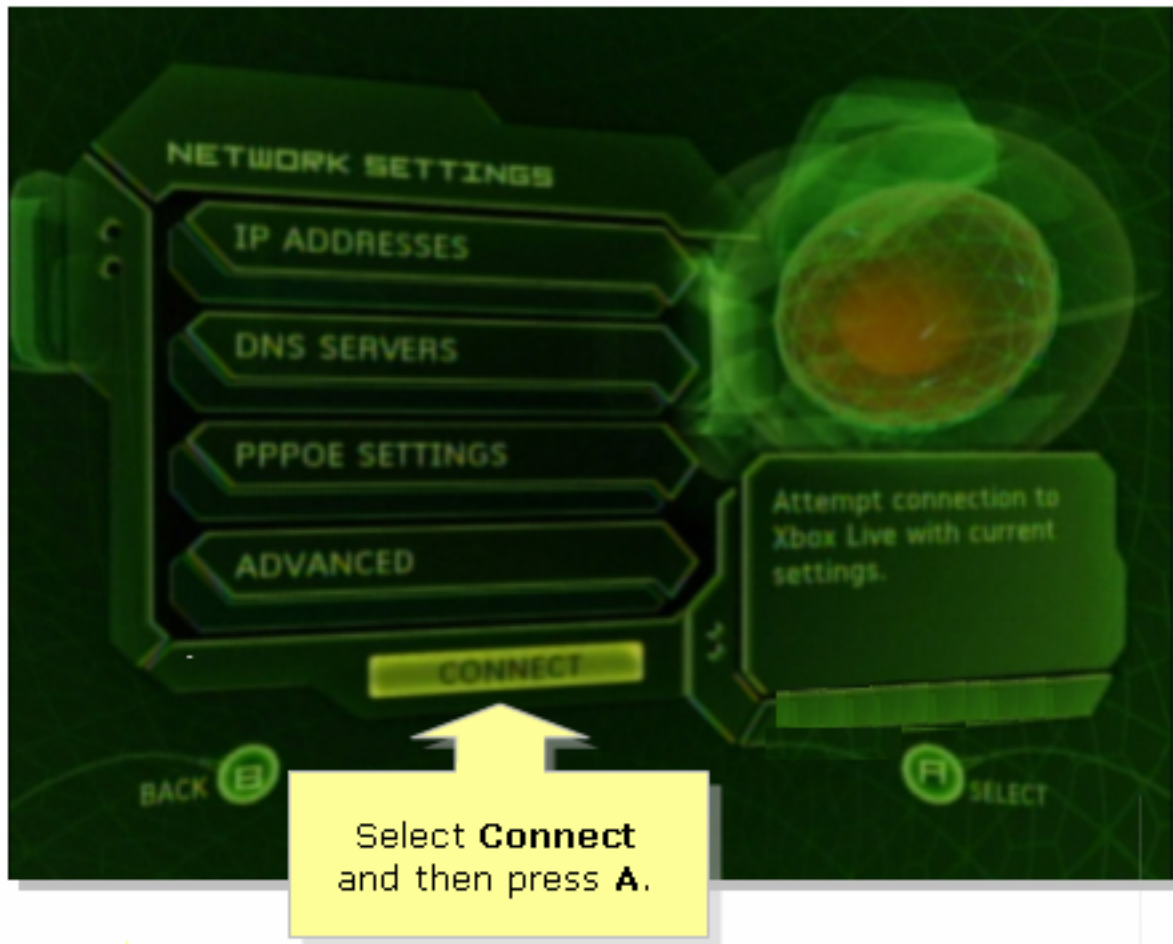 NETWORK SETTINGS
IP ADDRESSES
DNS SERVERS
PPPOE SETTINGS
ADVANCED
CONNECT
Attempt connection to
Xbox Live with current
settings.
BACK B
A SELECT
Select Connect
and then press A.